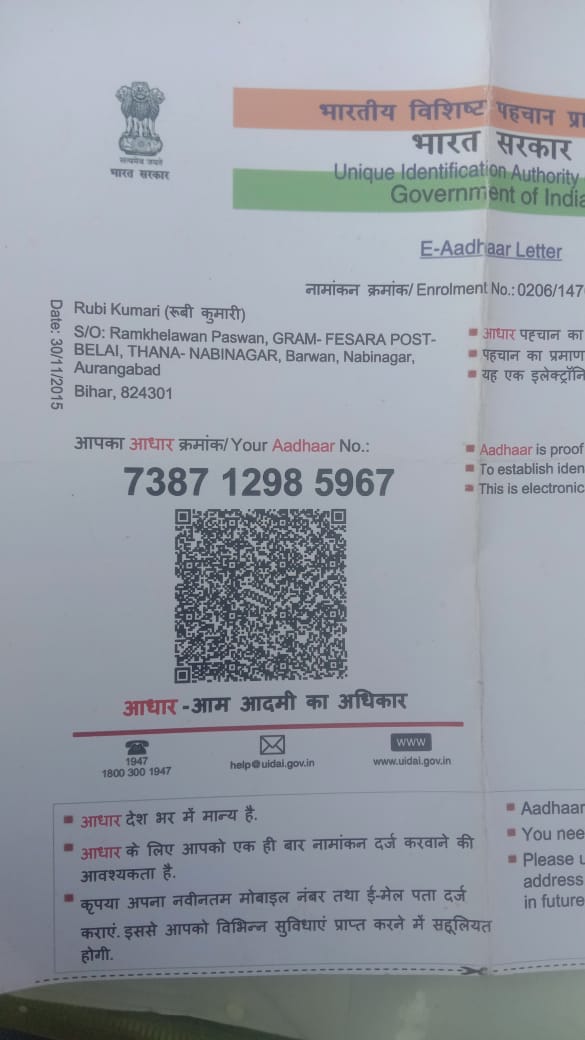 सत्यमेव जयते
भारत सरकार
भारतीय विशिष्ट पहचान
भारत सरकार
Unique Identification Authority
Government of India
E-Aadhaar Letter
नामांकन क्रमांक/ Enrolment No.: 0206/147
Date: 30/11/2015
Rubi Kumari (रूबी कुमारी)
S/O: Ramkhelawan Paswan, GRAM- FESARA POST-
BELAI, THANA- NABINAGAR, Barwan, Nabinagar,
Aurangabad
Bihar, 824301
आधार पहचान का
पहचान का प्रमाण
यह एक
आपका आधार क्रमांक/ Your Aadhaar No.:
7387 1298 5967
Aadhaar is proof
To establish
This is electronic
आधार -आम आदमी का अधिकार
1947
1800 300 1947
help@uidai.gov.in
WWW
www.uidai.gov.in
आधार देश भर में मान्य है.
आधार के लिए आपको एक ही बार नामांकन दर्ज करवाने की
आवश्यकता है.
कृपया अपना नवीनतम मोबाइल नंबर तथा ई-मेल पता दर्ज
कराएं. इससे आपको विभिन्न सुविधाएं प्राप्त करने में सहूलियत
होगी.
Aadhaar
You
Please
address
in future